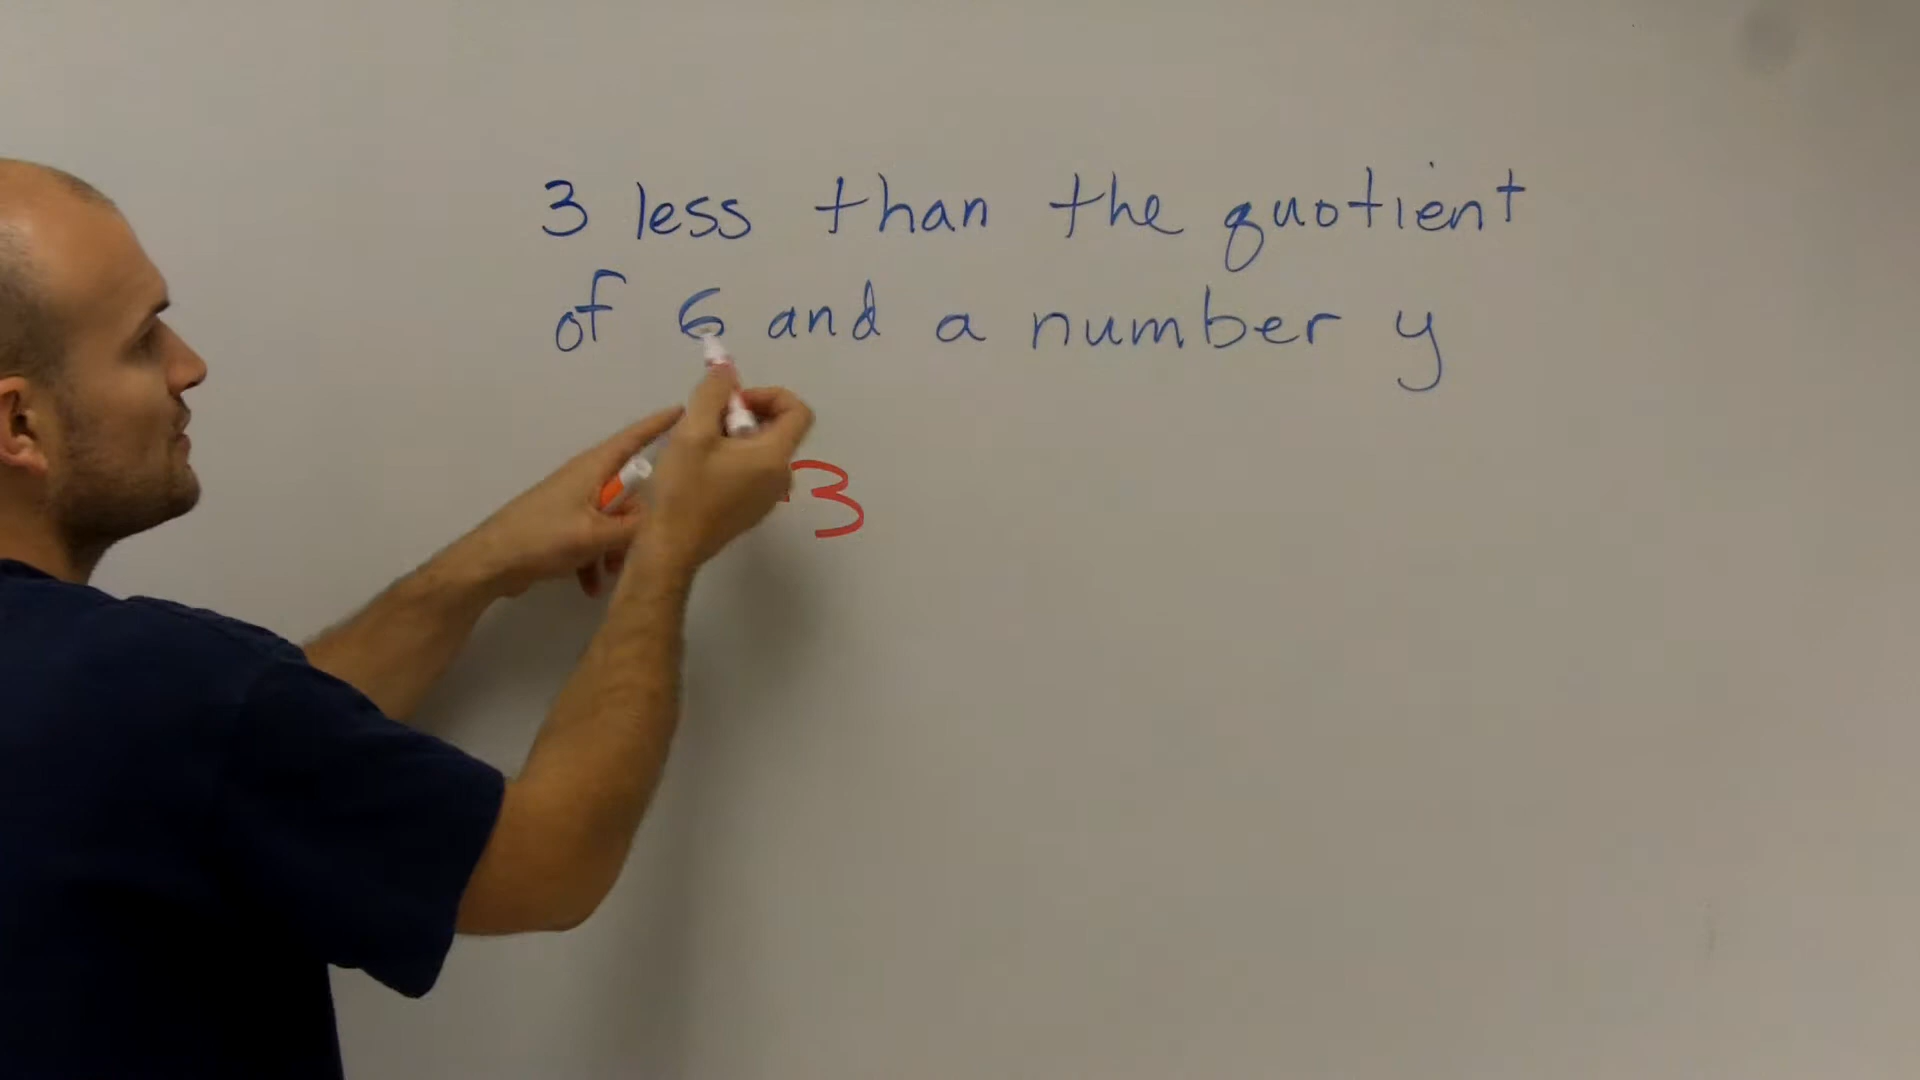 3 less than the quotient
of 6 and a number y
-3